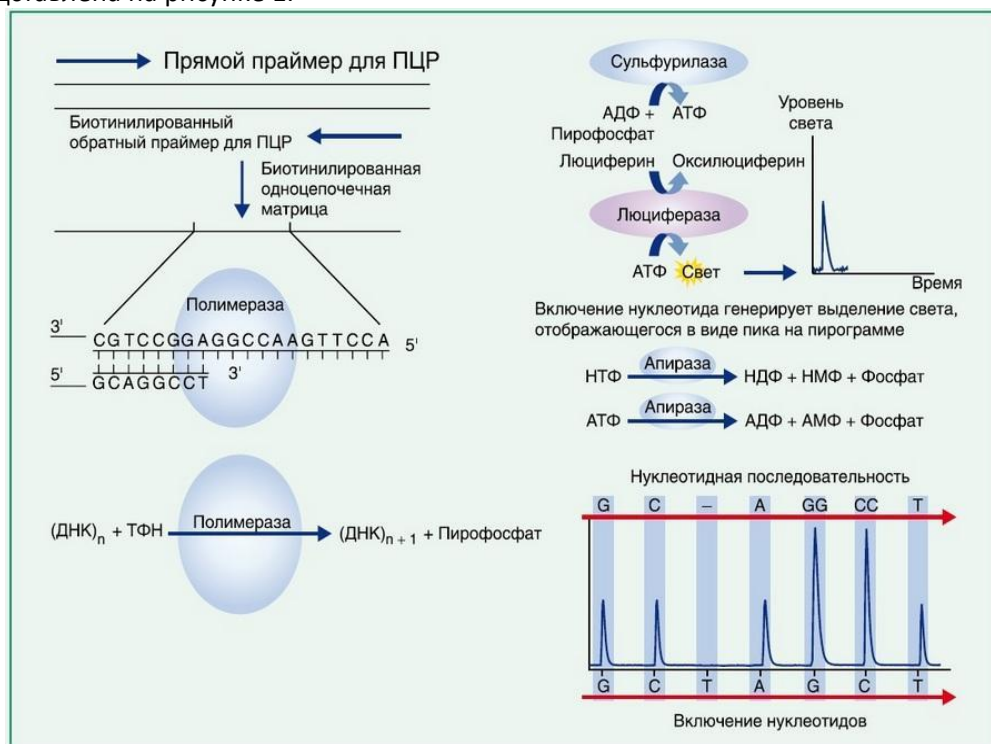 Прямой праймер для ПЦР
Биотинилированный
обратный праймер для ПЦР
Биотинилированная
одноцепочечная
матрица
Полимераза
3'
CGTCCGGAGGCCAAGTTCCA
5'
5'
GCAGGCCT
3'
(ДНК)n + ТФН
Полимераза
(ДНК)n + 1 + Пирофосфат
Сульфурилаза
АДФ + АТФ
Пирофосфат
Люциферин Оксилюциферин
Люцифераза
АТФ Свет
Уровень
света
Время
Включение нуклеотида генерирует выделение света,
отображающегося в виде пика на пирограмме
НТФ Апираза НДФ + НМФ + Фосфат
АТФ Апираза АДФ + АМФ + Фосфат
Нуклеотидная последовательность
G C – A GG CC T
G C T A G C T
Включение нуклеотидов